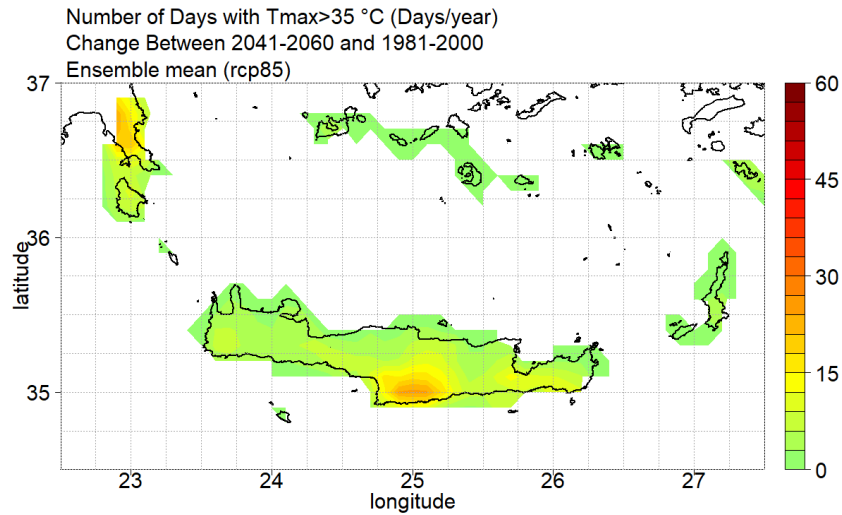 Number of Days with Tmax>35 °C (Days/year)
Change Between 2041-2060 and 1981-2000
Ensemble mean (rcp85)
37
36
35
latitude
23
24
25
26
27
longitude
60
45
30
15
0